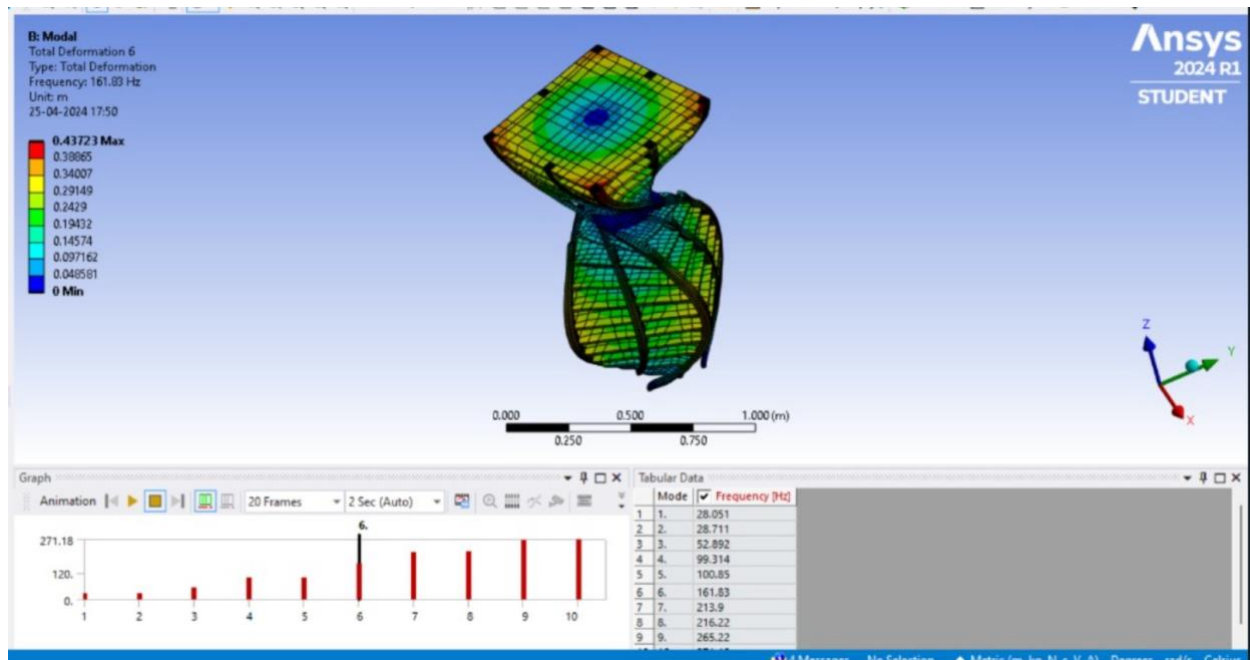 B: Modal
Total Deformation 6
Type: Total Deformation
Frequency: 161.83 Hz
Unit: m
25-04-2024 17:50
0.43723 Max
0.38865
0.34007
0.29149
0.2429
0.19432
0.14574
0.097162
0.048581
0 Min
Ansys
2024 R1
STUDENT
Z
Y
X
0.000 0.500 1.000 (m)
0.250 0.750
Graph
Animation 20 Frames 2 Sec (Auto)
6.
271.18
120.
0.
1 2 3 4 5 6 7 8 9 10
Tabular Data
Mode Frequency [Hz]
1 1. 28.051
2 2. 28.711
3 3. 52.892
4 4. 99.314
5 5. 100.85
6 6. 161.83
7 7. 213.9
8 8. 216.22
9 9. 265.22
No Selection Metric (m, kg, N, s, V, A) Degrees rad/s Celsius